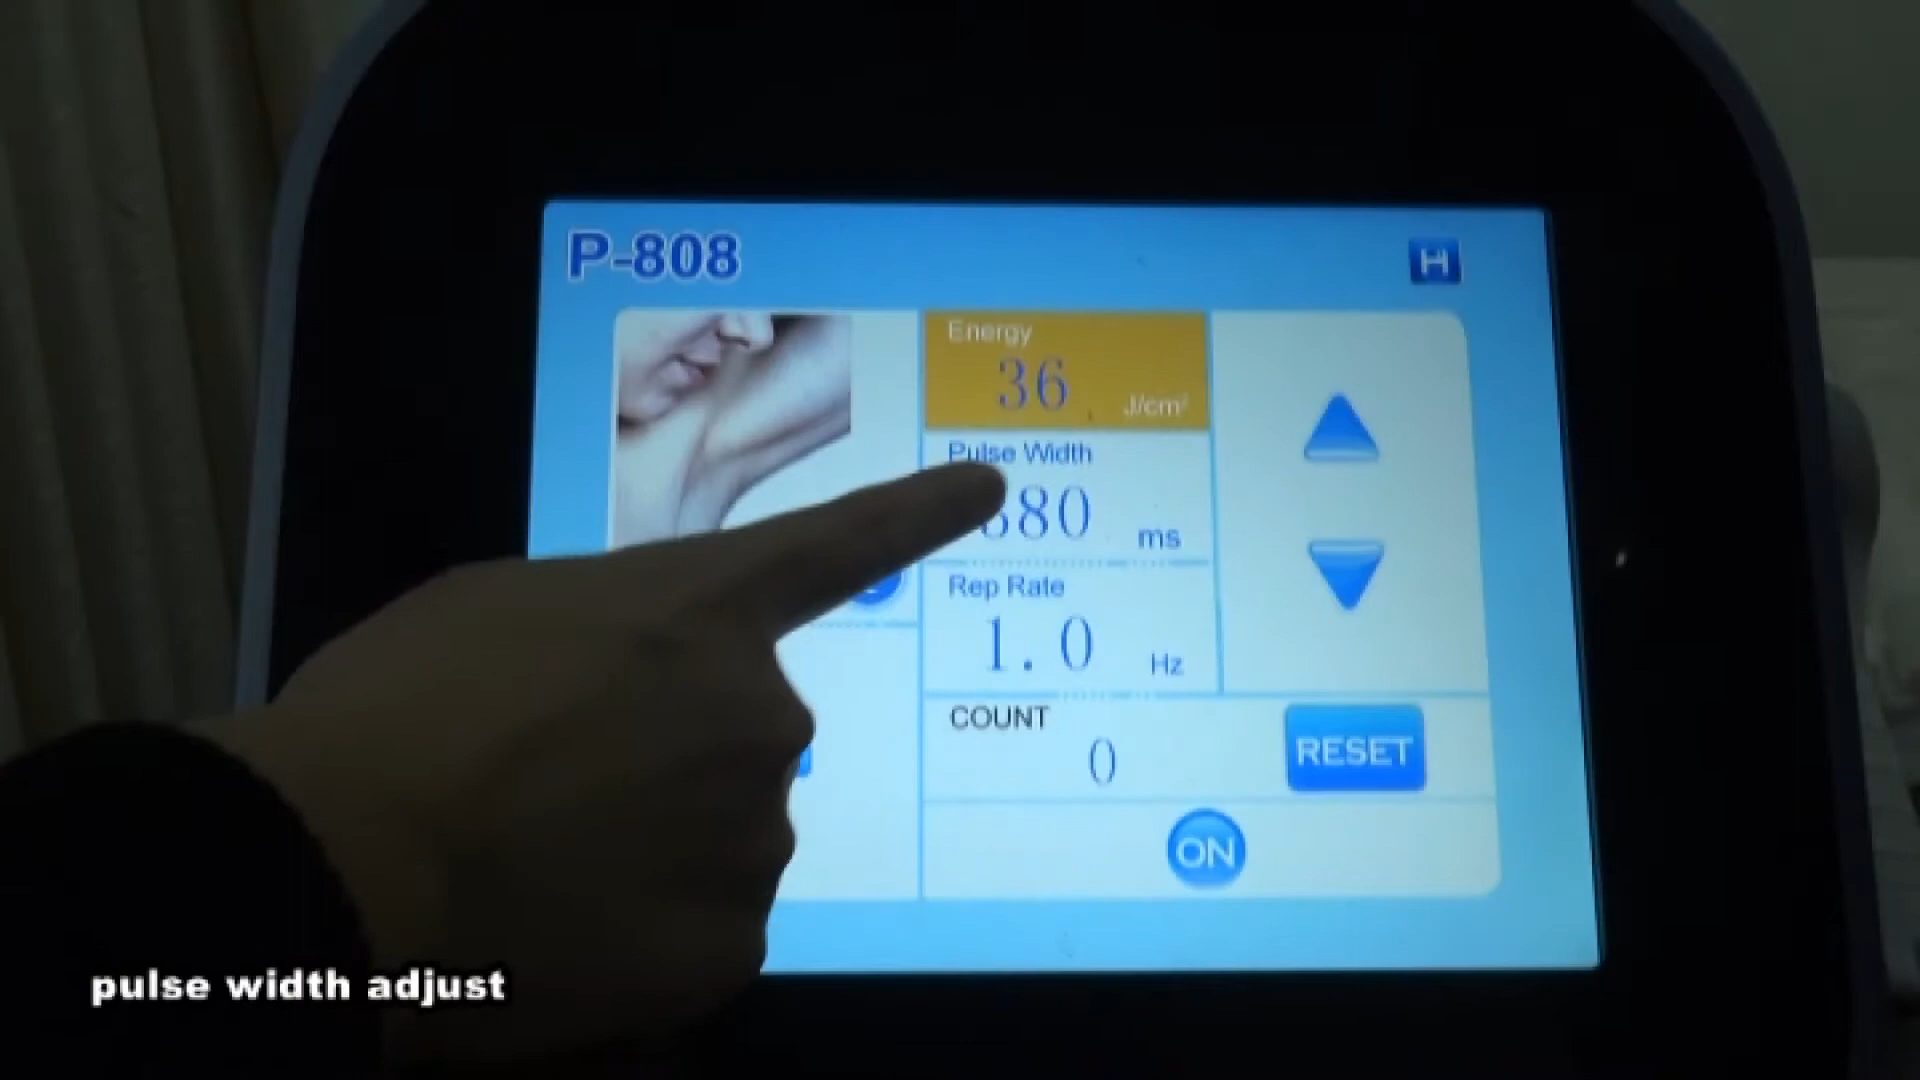 P-808
H
Energy
36 J/cm²
Pulse Width
ms
Rep Rate
1.0 Hz
COUNT
0
RESET
ON
pulse width adjust